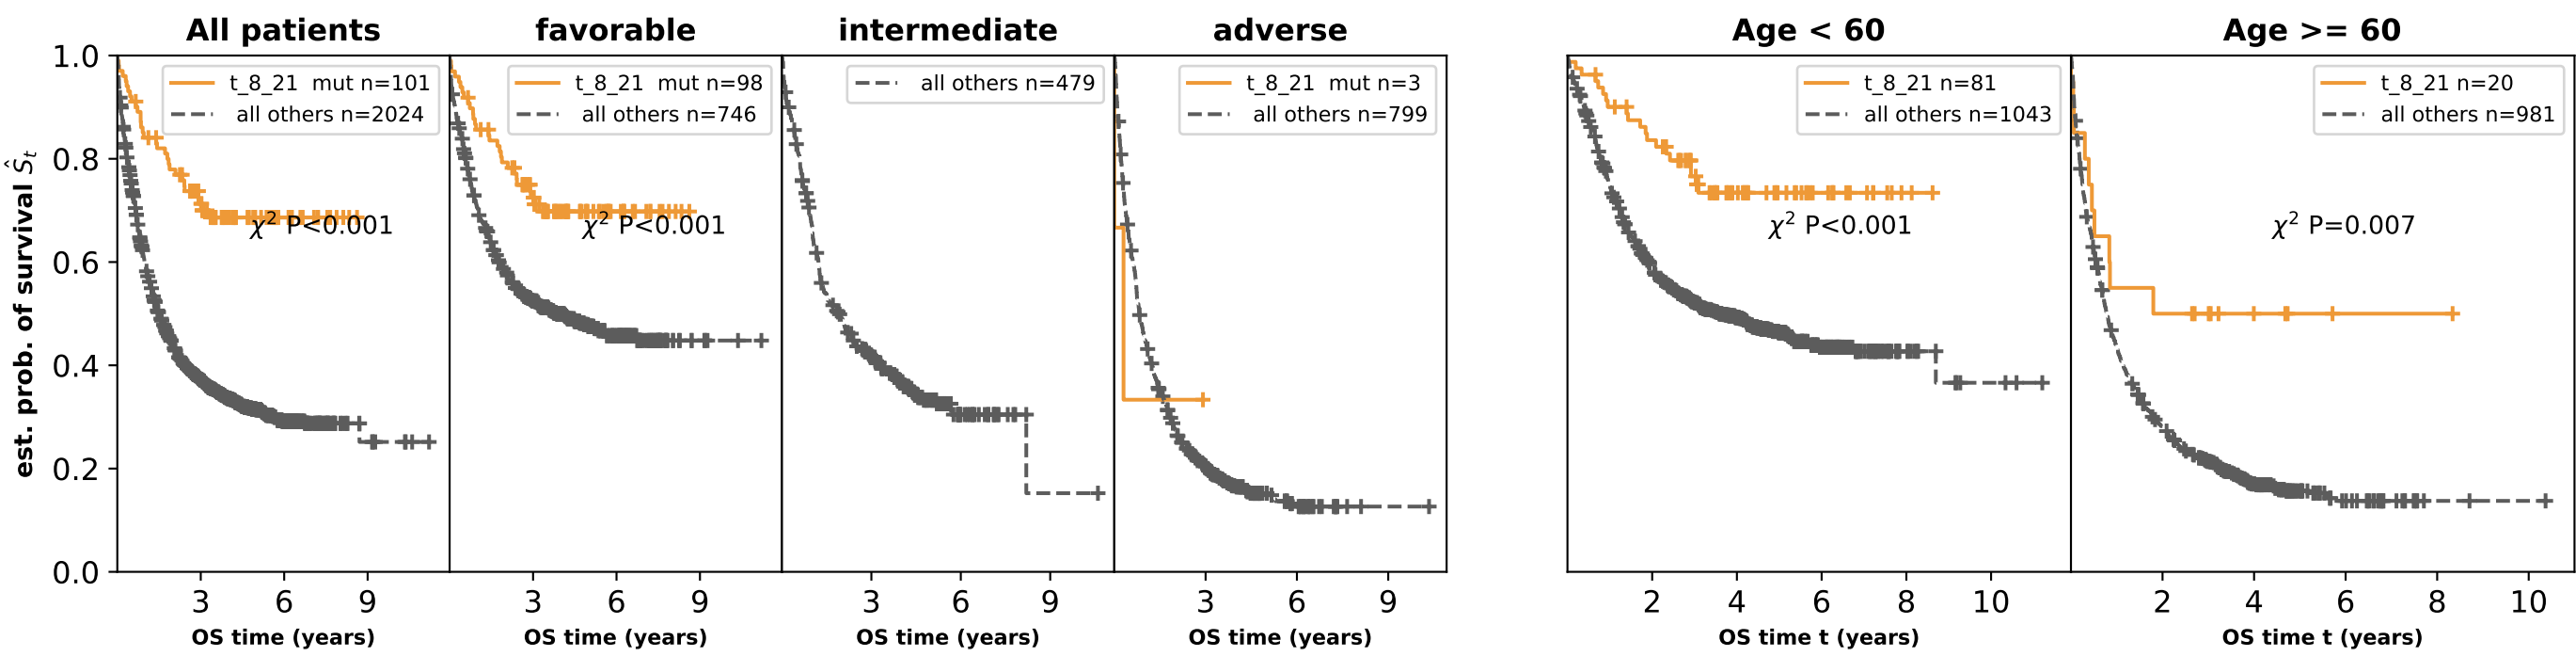 All patients
favorable
intermediate
adverse
Age < 60
Age >= 60
est. prob. of survival Ŝt
1.0
0.8
0.6
0.4
0.2
0.0
t_8_21 mut n=101
all others n=2024
χ² P<0.001
3 6 9
OS time (years)
t_8_21 mut n=98
all others n=746
χ² P<0.001
3 6 9
OS time (years)
all others n=479
3 6 9
OS time (years)
t_8_21 mut n=3
all others n=799
3 6 9
OS time (years)
t_8_21 n=81
all others n=1043
χ² P<0.001
2 4 6 8 10
OS time t (years)
t_8_21 n=20
all others n=981
χ² P=0.007
2 4 6 8 10
OS time t (years)